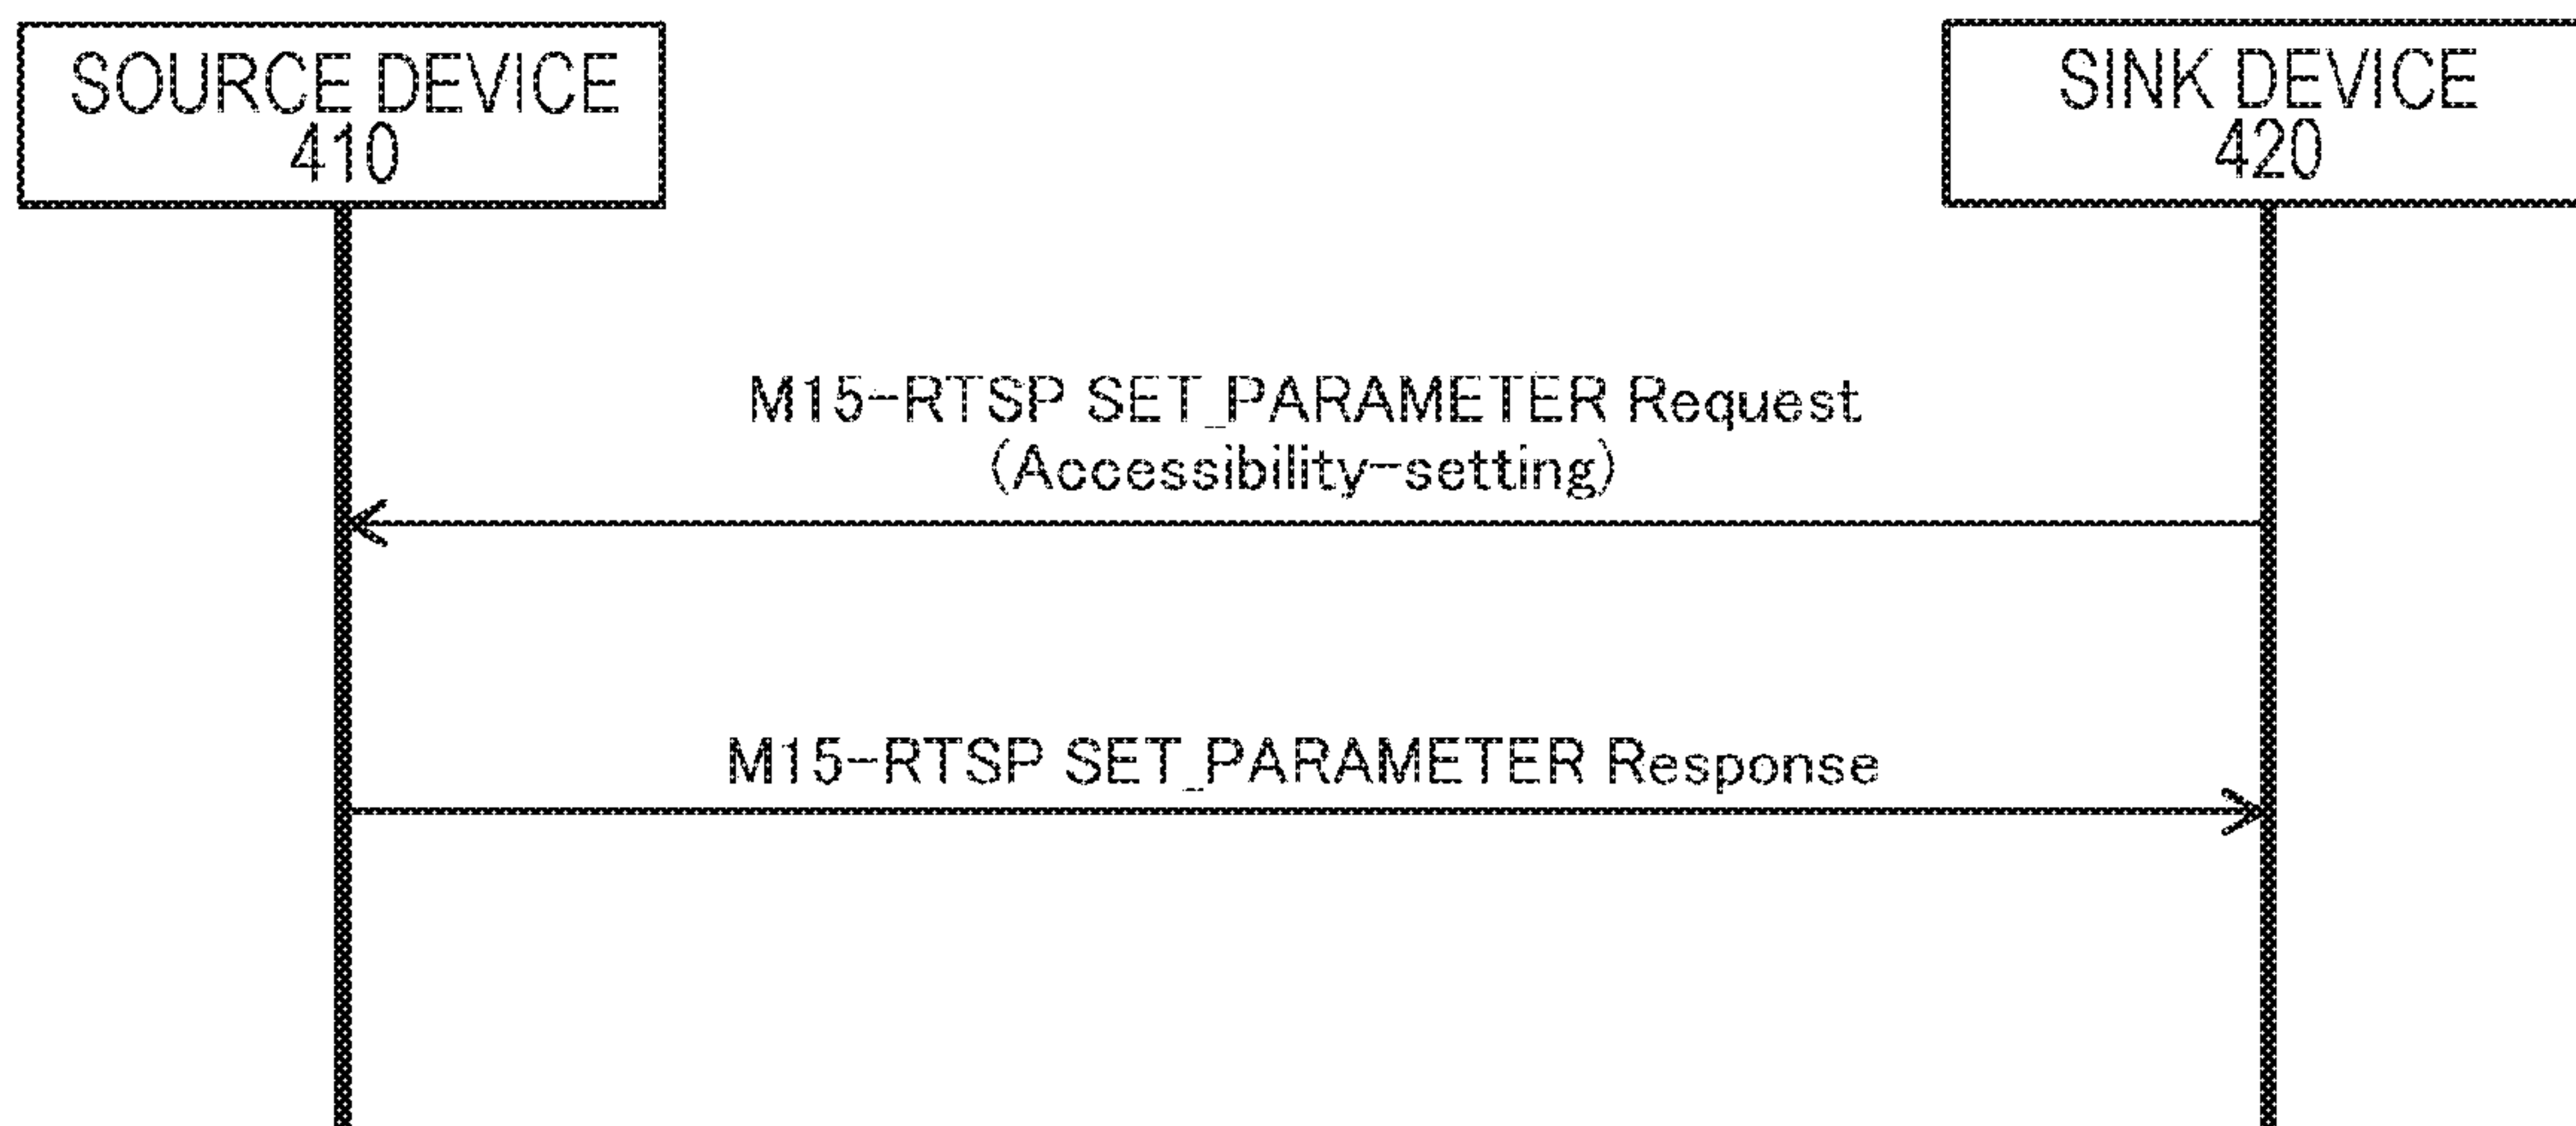 SOURCE DEVICE
410
SINK DEVICE
420
M15-RTSP SET_PARAMETER Request
(Accessibility-setting)
M15-RTSP SET_PARAMETER Response